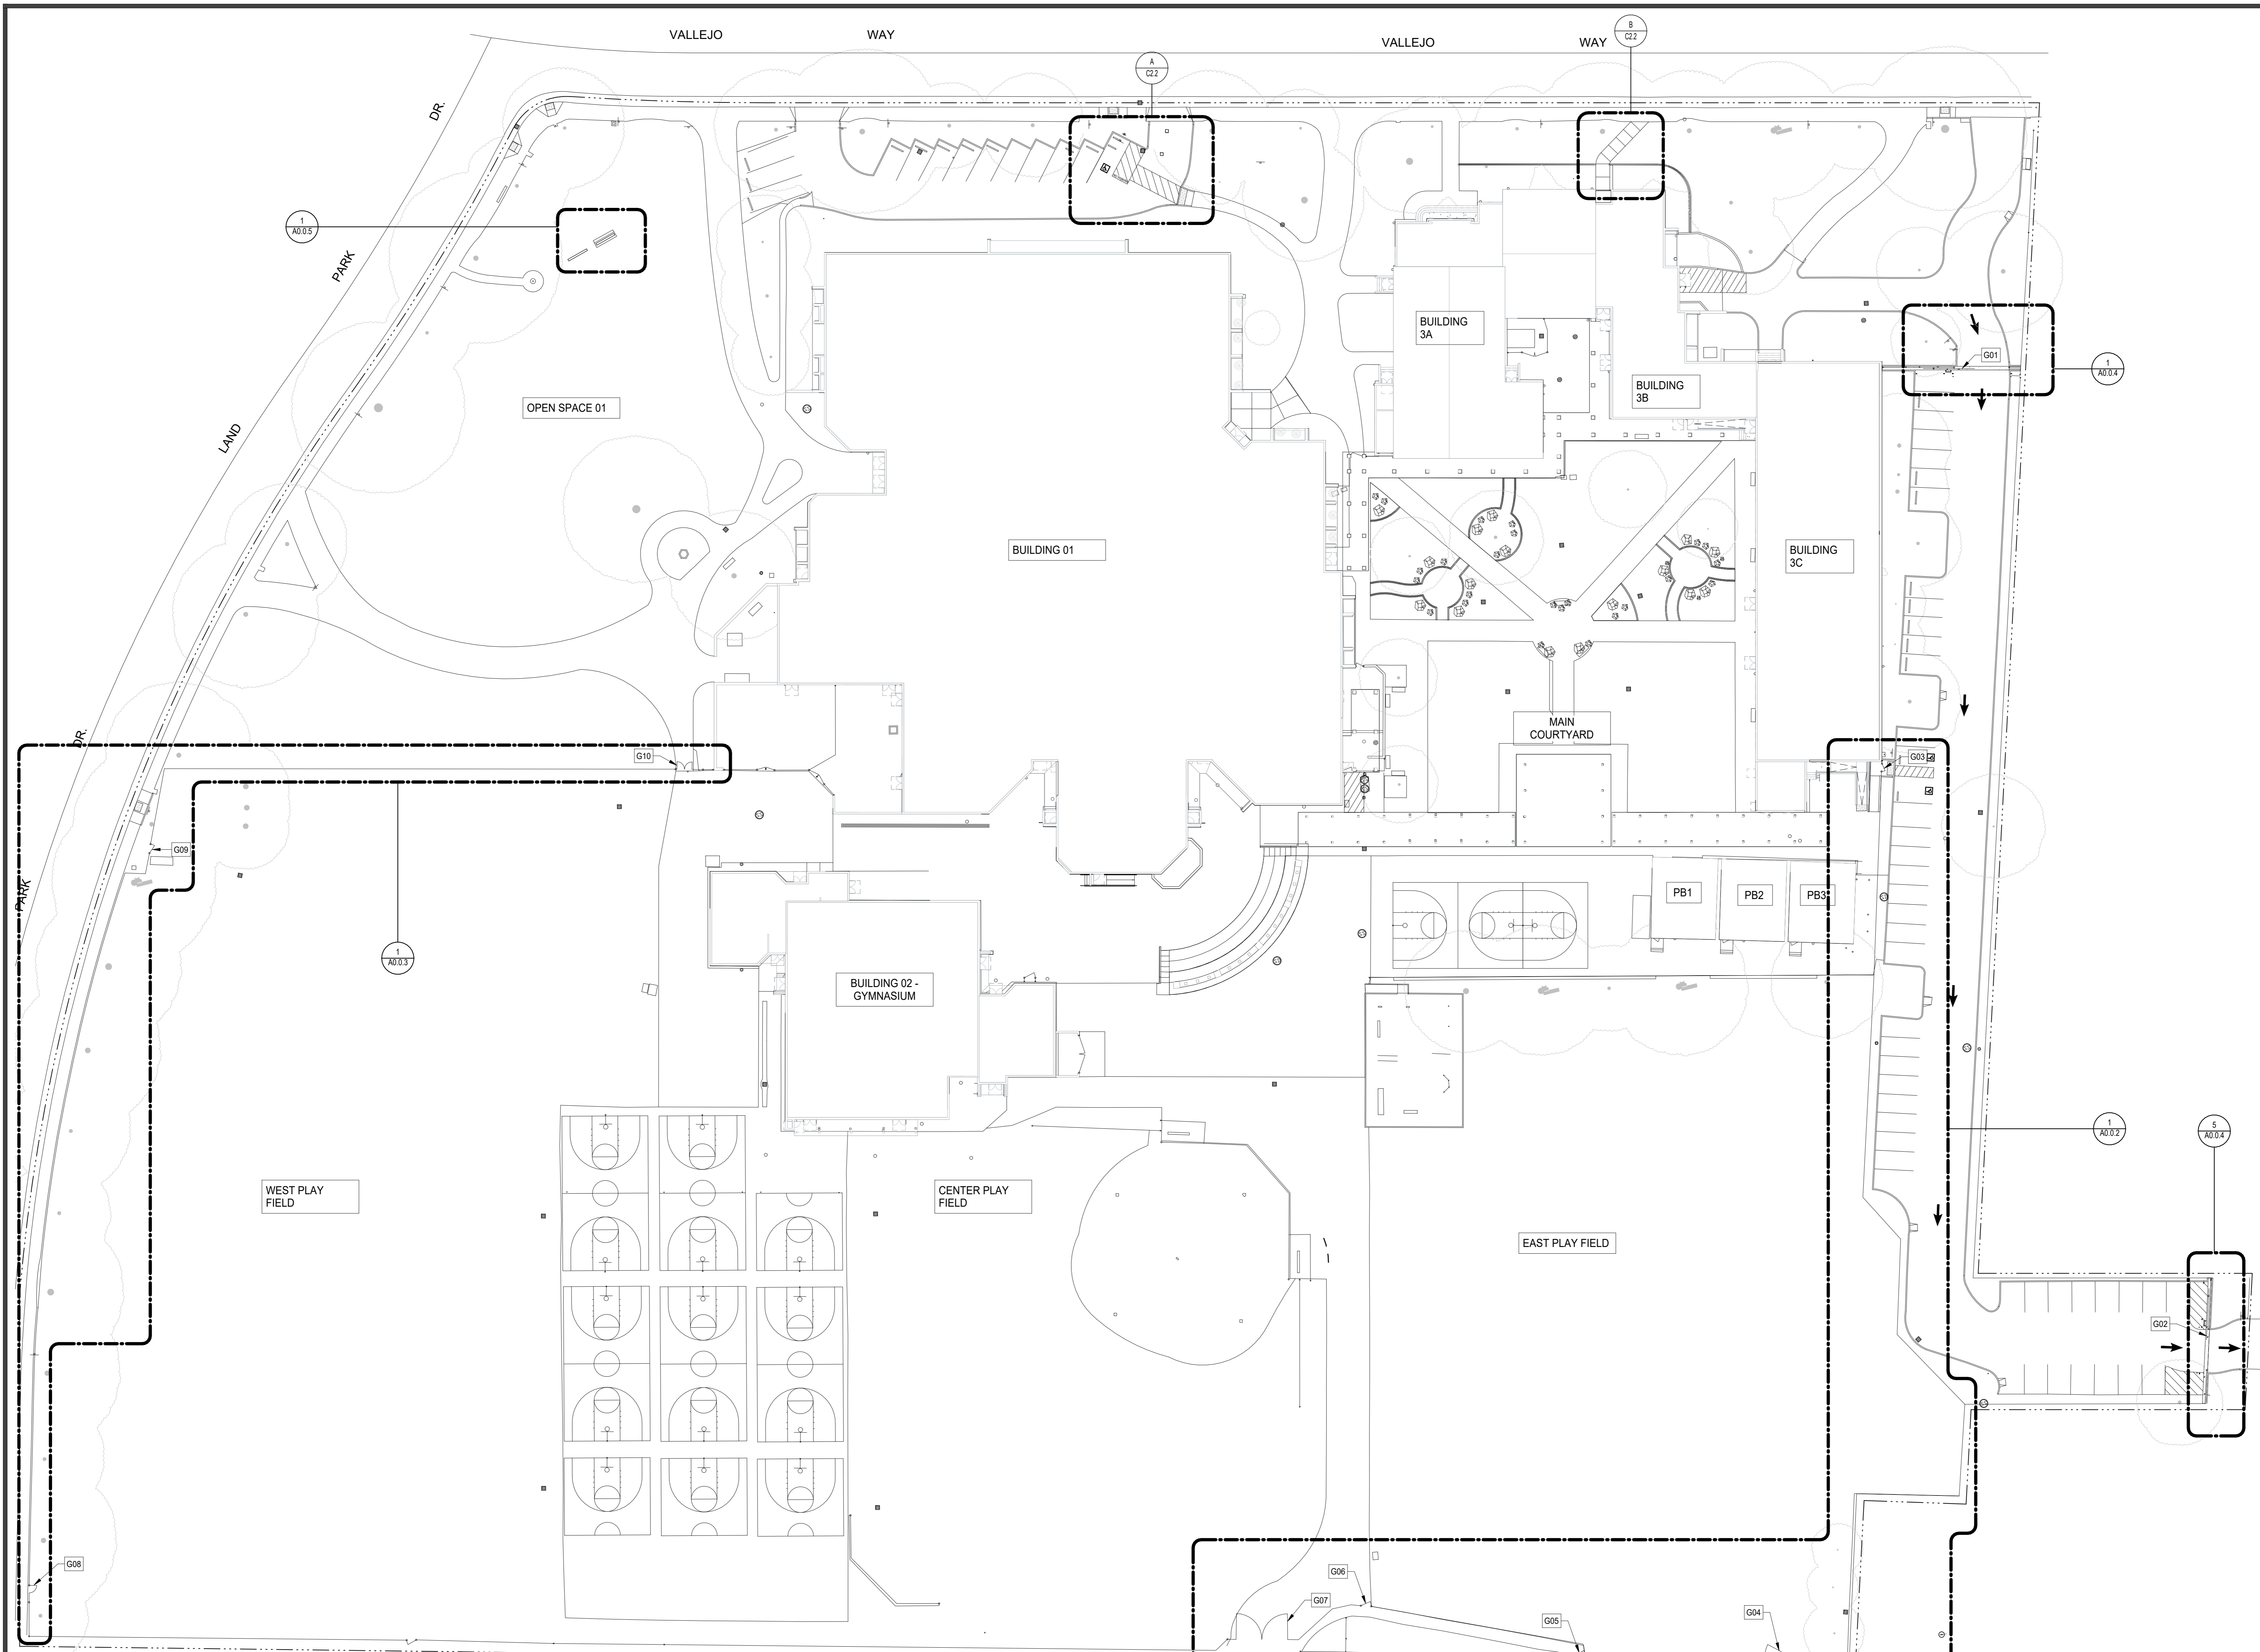 VALLEJO WAY
VALLEJO WAY
B
C2.2
A
C2.2
DR.
PARK
LAND
DR.
PARK
1
A0.0.5
OPEN SPACE 01
BUILDING 01
BUILDING
3A
BUILDING
3B
BUILDING
3C
G01
1
A0.0.4
MAIN
COURTYARD
G10
G03
G09
1
A0.0.3
PB1
PB2
PB3
BUILDING 02 -
GYMNASIUM
WEST PLAY
FIELD
CENTER PLAY
FIELD
EAST PLAY FIELD
1
A0.0.2
5
A0.0.4
G02
G08
G07
G06
G05
G04